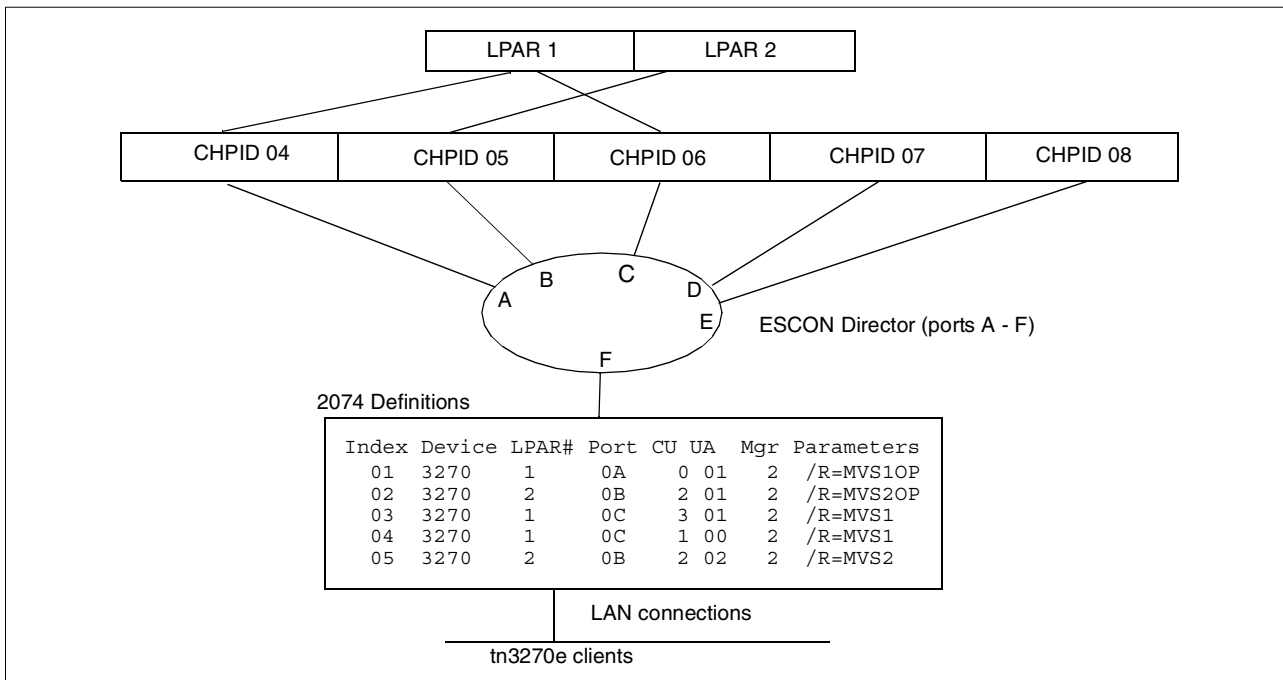 LPAR 1 LPAR 2
CHPID 04 CHPID 05 CHPID 06 CHPID 07 CHPID 08
A B C D E F
ESCON Director (ports A - F)
2074 Definitions
Index Device LPAR# Port CU UA Mgr Parameters
01 3270 1 0A 0 01 2 /R=MVS1OP
02 3270 2 0B 2 01 2 /R=MVS2OP
03 3270 1 0C 3 01 2 /R=MVS1
04 3270 1 0C 1 00 2 /R=MVS1
05 3270 2 0B 2 02 2 /R=MVS2
LAN connections
tn3270e clients